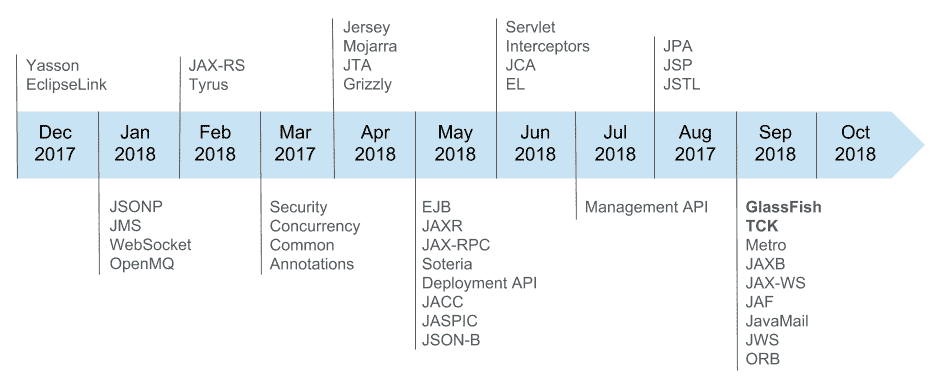 Jersey
Mojarra
JTA
Grizzly
Servlet
Interceptors
JCA
EL
Yasson
EclipseLink
JAX-RS
Tyrus
JPA
JSP
JSTL
Dec 2017
Jan 2018
Feb 2018
Mar 2017
Apr 2018
May 2018
Jun 2018
Jul 2018
Aug 2017
Sep 2018
Oct 2018
JSONP
JMS
WebSocket
OpenMQ
Security
Concurrency
Common
Annotations
EJB
JAXR
JAX-RPC
Soteria
Deployment API
JACC
JASPIC
JSON-B
Management API
GlassFish
TCK
Metro
JAXB
JAX-WS
JAF
JavaMail
JWS
ORB